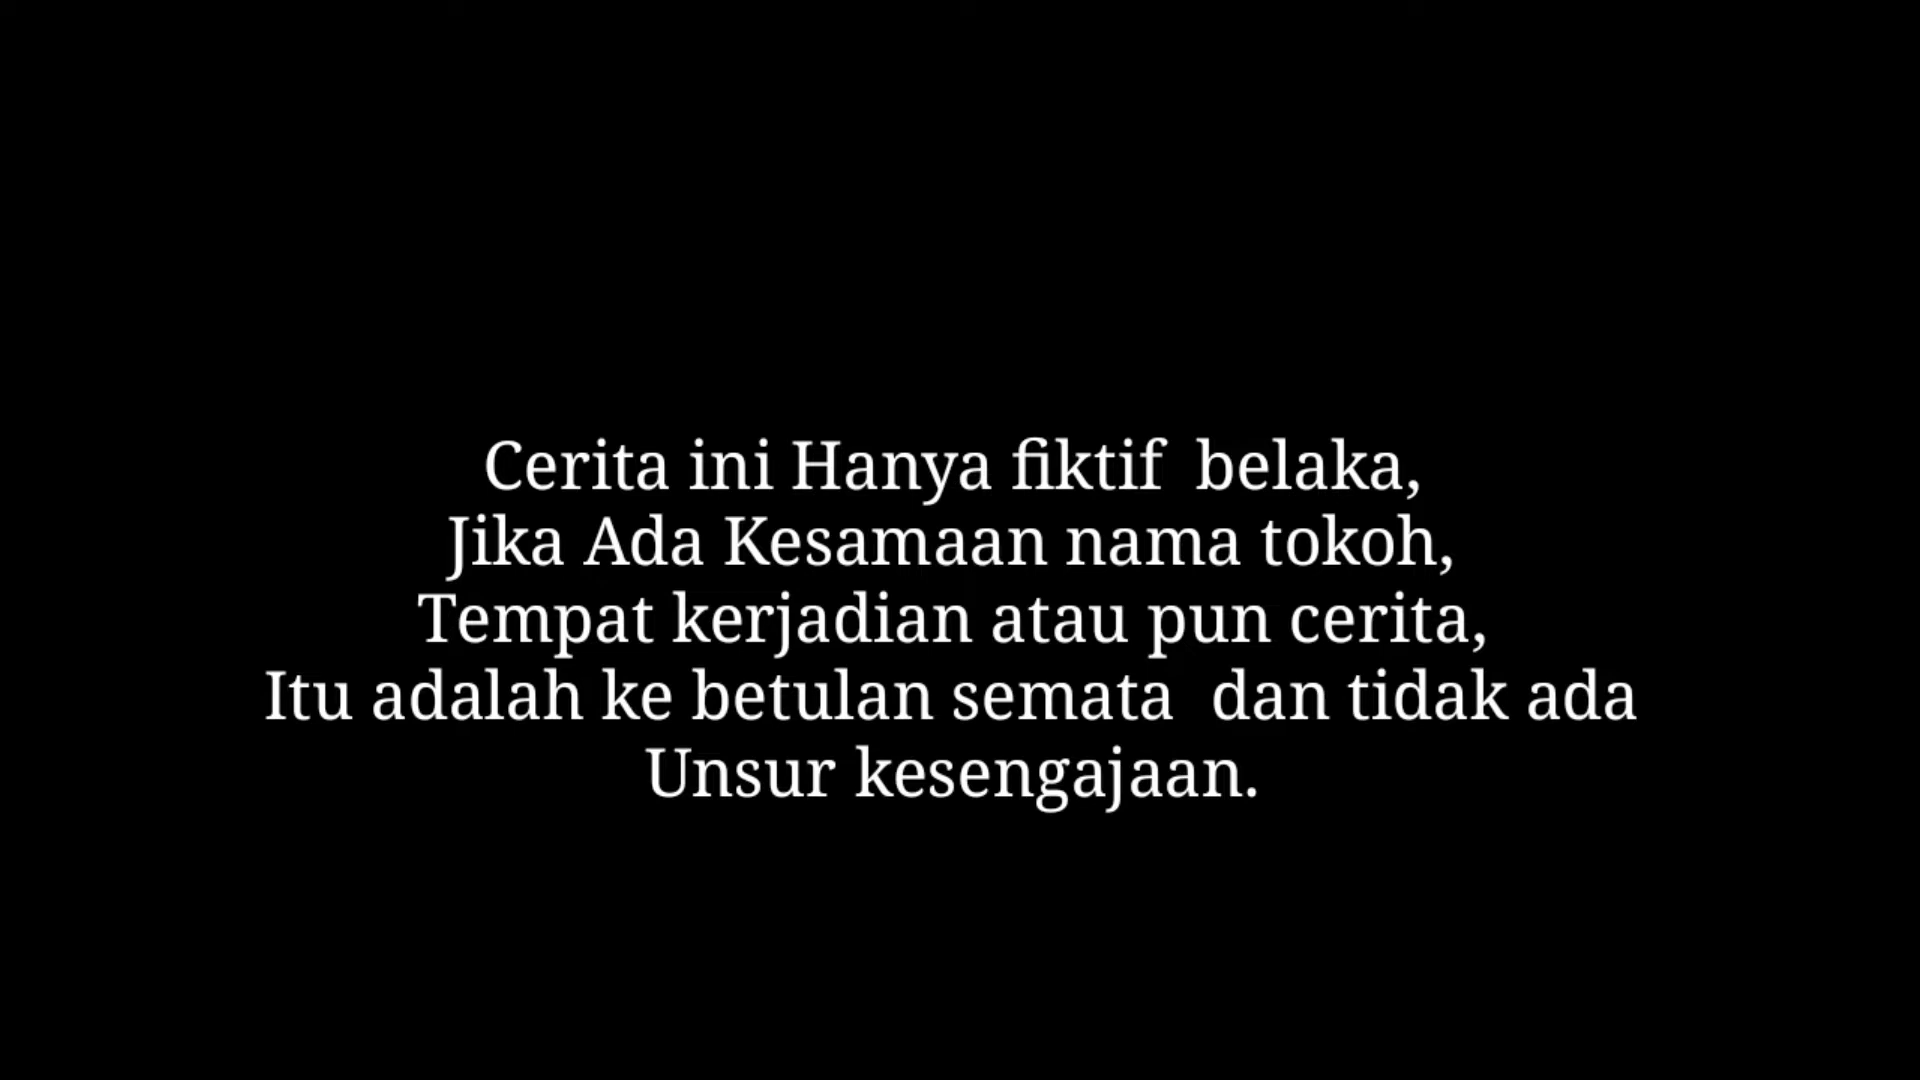 Cerita ini Hanya fiktif  belaka,
Jika Ada Kesamaan nama tokoh,
Tempat kerjadian atau pun cerita,
Itu adalah ke betulan semata  dan tidak ada
Unsur kesengajaan.